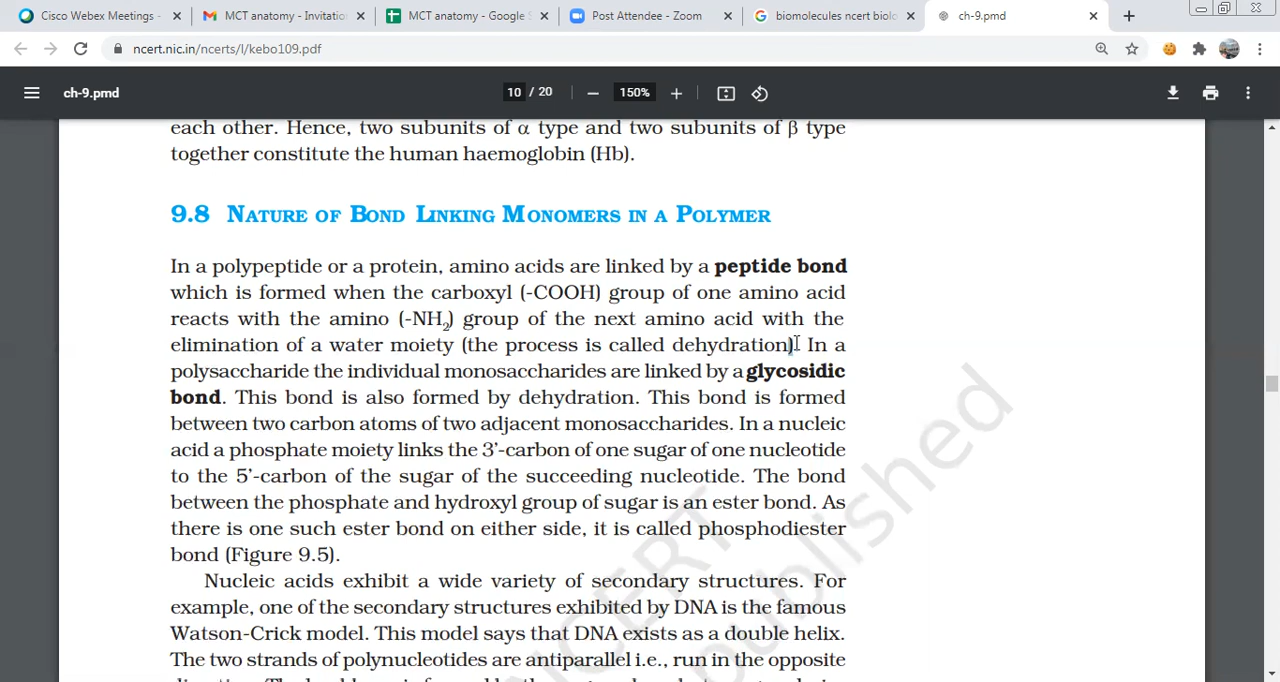 Cisco Webex Meetings -
MCT anatomy - Invitatio
MCT anatomy - Google S
Post Attendee - Zoom
biomolecules ncert biol
ch-9.pmd
ncert.nic.in/ncerts/l/kebo109.pdf
ch-9.pmd
10 / 20
150%
each other. Hence, two subunits of α type and two subunits of β type
together constitute the human haemoglobin (Hb).
9.8 NATURE OF BOND LINKING MONOMERS IN A POLYMER
In a polypeptide or a protein, amino acids are linked by a peptide bond
which is formed when the carboxyl (-COOH) group of one amino acid
reacts with the amino (-NH₂) group of the next amino acid with the
elimination of a water moiety (the process is called dehydration). In a
polysaccharide the individual monosaccharides are linked by a glycosidic
bond. This bond is also formed by dehydration. This bond is formed
between two carbon atoms of two adjacent monosaccharides. In a nucleic
acid a phosphate moiety links the 3’-carbon of one sugar of one nucleotide
to the 5’-carbon of the sugar of the succeeding nucleotide. The bond
between the phosphate and hydroxyl group of sugar is an ester bond. As
there is one such ester bond on either side, it is called phosphodiester
bond (Figure 9.5).
Nucleic acids exhibit a wide variety of secondary structures. For
example, one of the secondary structures exhibited by DNA is the famous
Watson-Crick model. This model says that DNA exists as a double helix.
The two strands of polynucleotides are antiparallel i.e., run in the opposite
NCERT
published